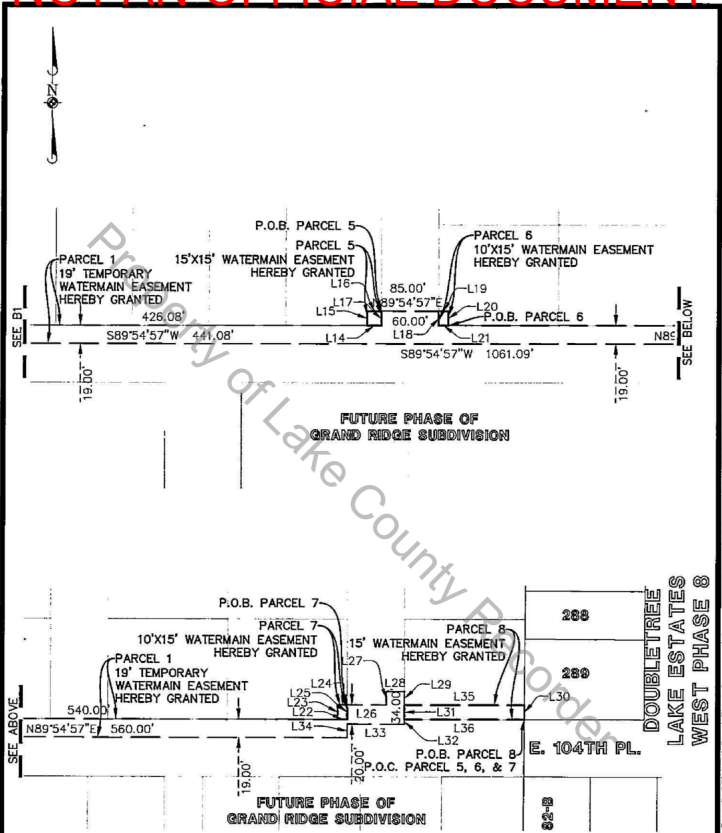 N
P.O.B. PARCEL 5
PARCEL 5
15'X15' WATERMAIN EASEMENT
HEREBY GRANTED
PARCEL 6
10'X15' WATERMAIN EASEMENT
HEREBY GRANTED
PARCEL 1
19' TEMPORARY
WATERMAIN EASEMENT
HEREBY GRANTED
L16
L17
L15
85.00'
L19
L20
60.00'
P.O.B. PARCEL 6
426.08'
S89°54'57"W 441.08'
L14
L18
L21
S89°54'57"W 1061.09'
SEE B1
SEE BELOW
19.00'
19.00'
FUTURE PHASE OF
GRAND RIDGE SUBDIVISION
Property of Lake County Recorder
P.O.B. PARCEL 7
PARCEL 7
10'X15' WATERMAIN EASEMENT
HEREBY GRANTED
PARCEL 8
15' WATERMAIN EASEMENT
HEREBY GRANTED
PARCEL 1
19' TEMPORARY
WATERMAIN EASEMENT
HEREBY GRANTED
L27
L24
L25
L23
L22
L28
L29
L35
L30
L26
34.00'
L31
540.00'
N89°54'57"E 560.00'
L34
L33
L32
L36
SEE ABOVE
19.00'
20.00'
P.O.B. PARCEL 8
P.O.C. PARCEL 5, 6, & 7
E. 104TH PL.
288
289
DOUBLETREE
LAKE ESTATES
WEST PHASE 8
FUTURE PHASE OF
GRAND RIDGE SUBDIVISION
82-B